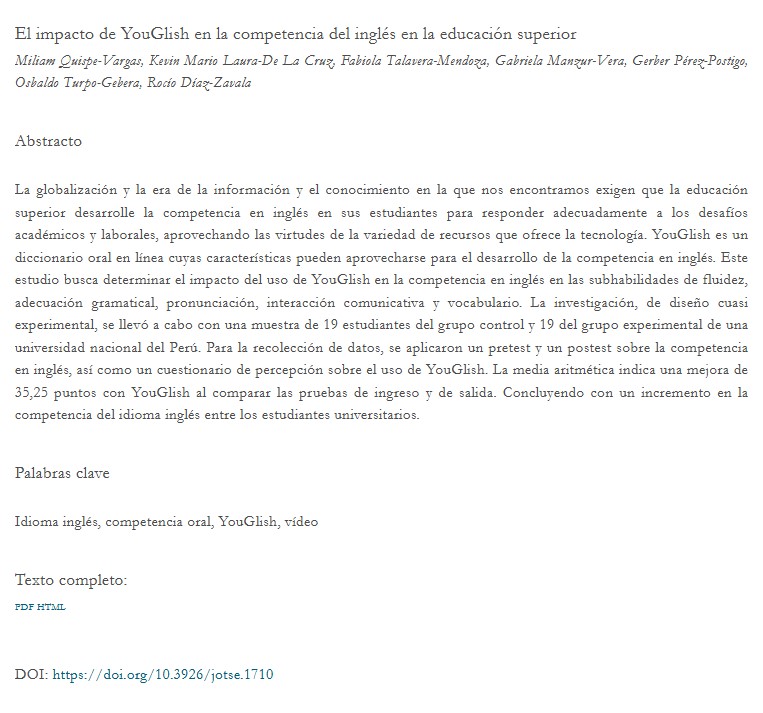 El impacto de YouGlish en la competencia del inglés en la educación superior
Miliam Quispe-Vargas, Kevin Mario Laura-De La Cruz, Fabiola Talavera-Mendoza, Gabriela Manzur-Vera, Gerber Pérez-Postigo,
Osbaldo Turpo-Gebera, Rocío Díaz-Zavala
Abstracto
La globalización y la era de la información y el conocimiento en la que nos encontramos exigen que la educación
superior desarrolle la competencia en inglés en sus estudiantes para responder adecuadamente a los desafíos
académicos y laborales, aprovechando las virtudes de la variedad de recursos que ofrece la tecnología. YouGlish es un
diccionario oral en línea cuyas características pueden aprovecharse para el desarrollo de la competencia en inglés. Este
estudio busca determinar el impacto del uso de YouGlish en la competencia en inglés en las subhabilidades de fluidez,
adecuación gramatical, pronunciación, interacción comunicativa y vocabulario. La investigación, de diseño cuasi
experimental, se llevó a cabo con una muestra de 19 estudiantes del grupo control y 19 del grupo experimental de una
universidad nacional del Perú. Para la recolección de datos, se aplicaron un pretest y un postest sobre la competencia
en inglés, así como un cuestionario de percepción sobre el uso de YouGlish. La media aritmética indica una mejora de
35,25 puntos con YouGlish al comparar las pruebas de ingreso y de salida. Concluyendo con un incremento en la
competencia del idioma inglés entre los estudiantes universitarios.
Palabras clave
Idioma inglés, competencia oral, YouGlish, vídeo
Texto completo:
PDF HTML
DOI: https://doi.org/10.3926/jotse.1710